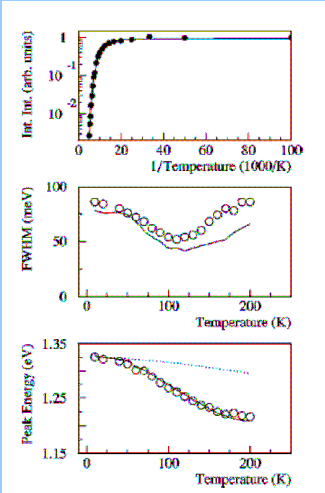 Int. Int. (arb. units)
1
10-1
10-2
0 20 40 60 80 100
1/Temperature (1000/K)
FWHM (meV)
100
50
0
0 100 200
Temperature (K)
Peak Energy (eV)
1.35
1.25
1.15
0 100 200
Temperature (K)